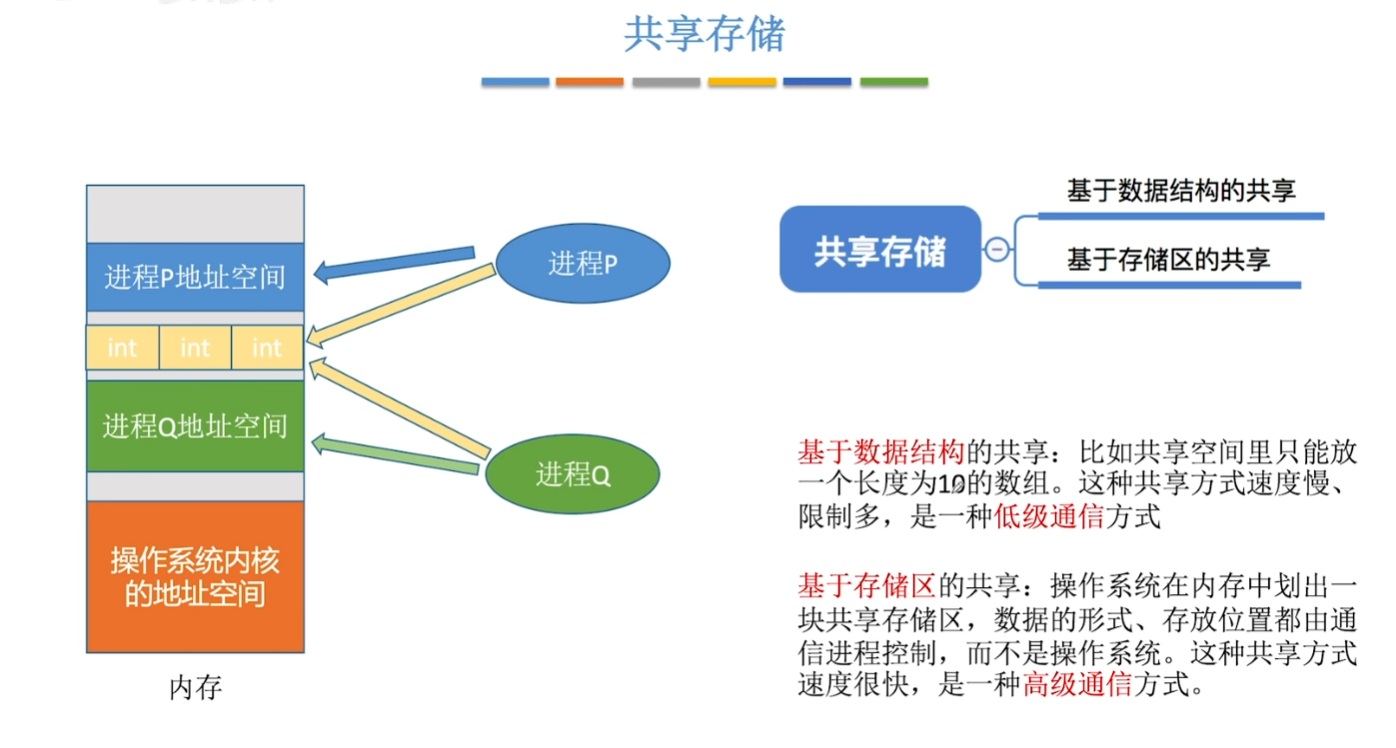 共享存储
进程P地址空间
int int int
进程Q地址空间
操作系统内核
的地址空间
内存
进程P
进程Q
共享存储
基于数据结构的共享
基于存储区的共享
基于数据结构的共享：比如共享空间里只能放
一个长度为10的数组。这种共享方式速度慢、
限制多，是一种低级通信方式
基于存储区的共享：操作系统在内存中划出一
块共享存储区，数据的形式、存放位置都由通
信进程控制，而不是操作系统。这种共享方式
速度很快，是一种高级通信方式。